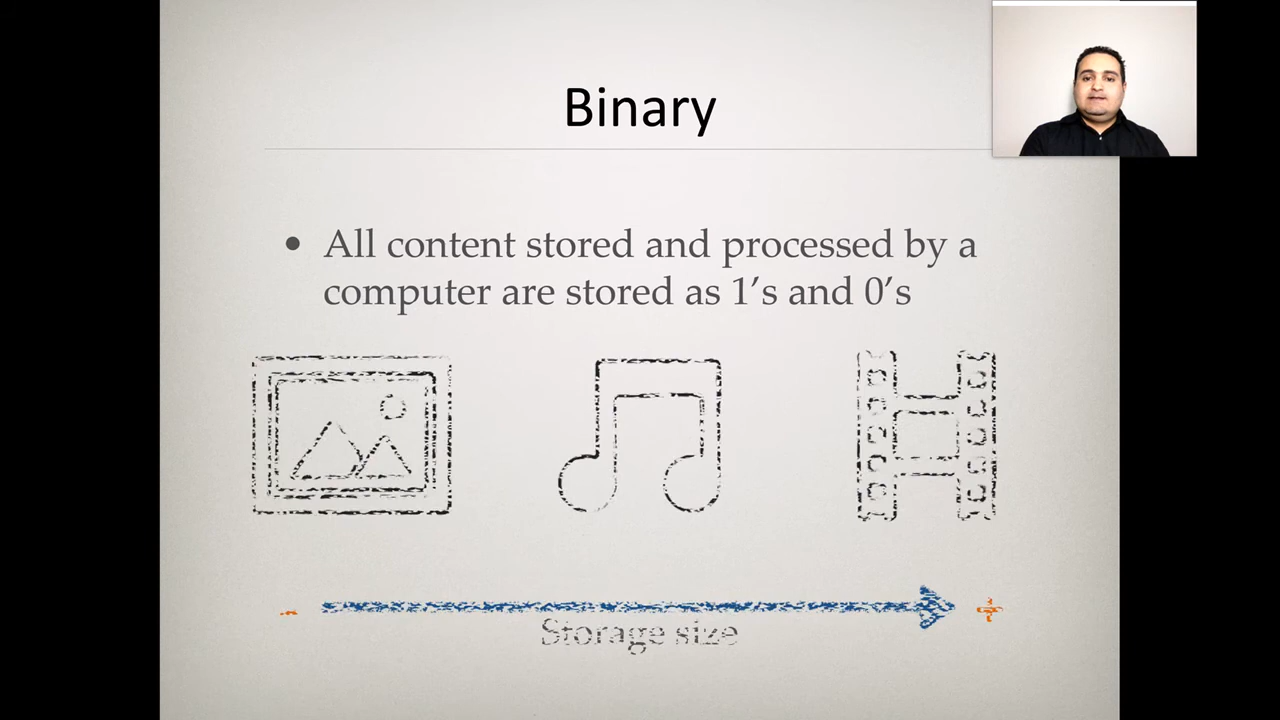 Binary
• All content stored and processed by a
computer are stored as 1’s and 0’s
- +
Storage size